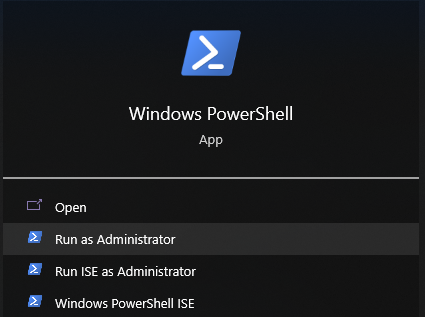 Windows PowerShell
App
Open
Run as Administrator
Run ISE as Administrator
Windows PowerShell ISE